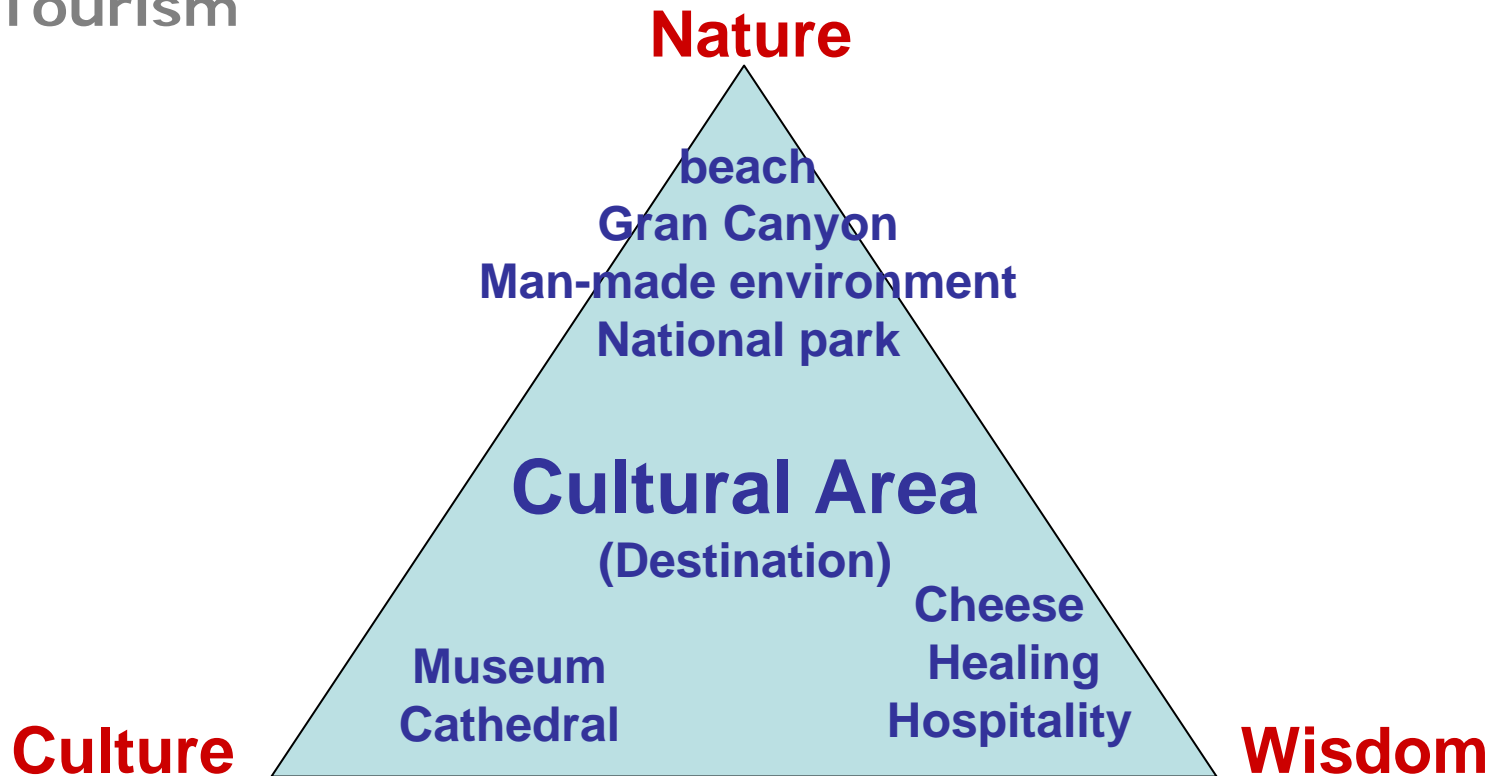 Tourism
Nature
beach
Gran Canyon
Man-made environment
National park
Cultural Area
(Destination)
Cheese
Healing
Hospitality
Museum
Cathedral
Culture
Wisdom